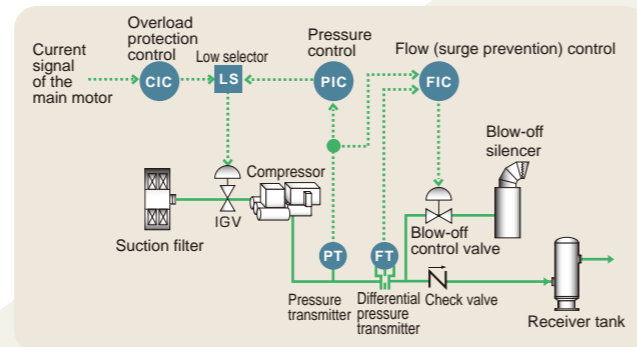 Current
signal
of the
main motor
Overload
protection
control
CIC
Low selector
LS
Pressure
control
PIC
Flow (surge prevention) control
FIC
Blow-off
silencer
Suction filter
IGV
Compressor
PT
FT
Blow-off
control valve
Pressure
transmitter
Differential
pressure
transmitter
Check valve
Receiver tank